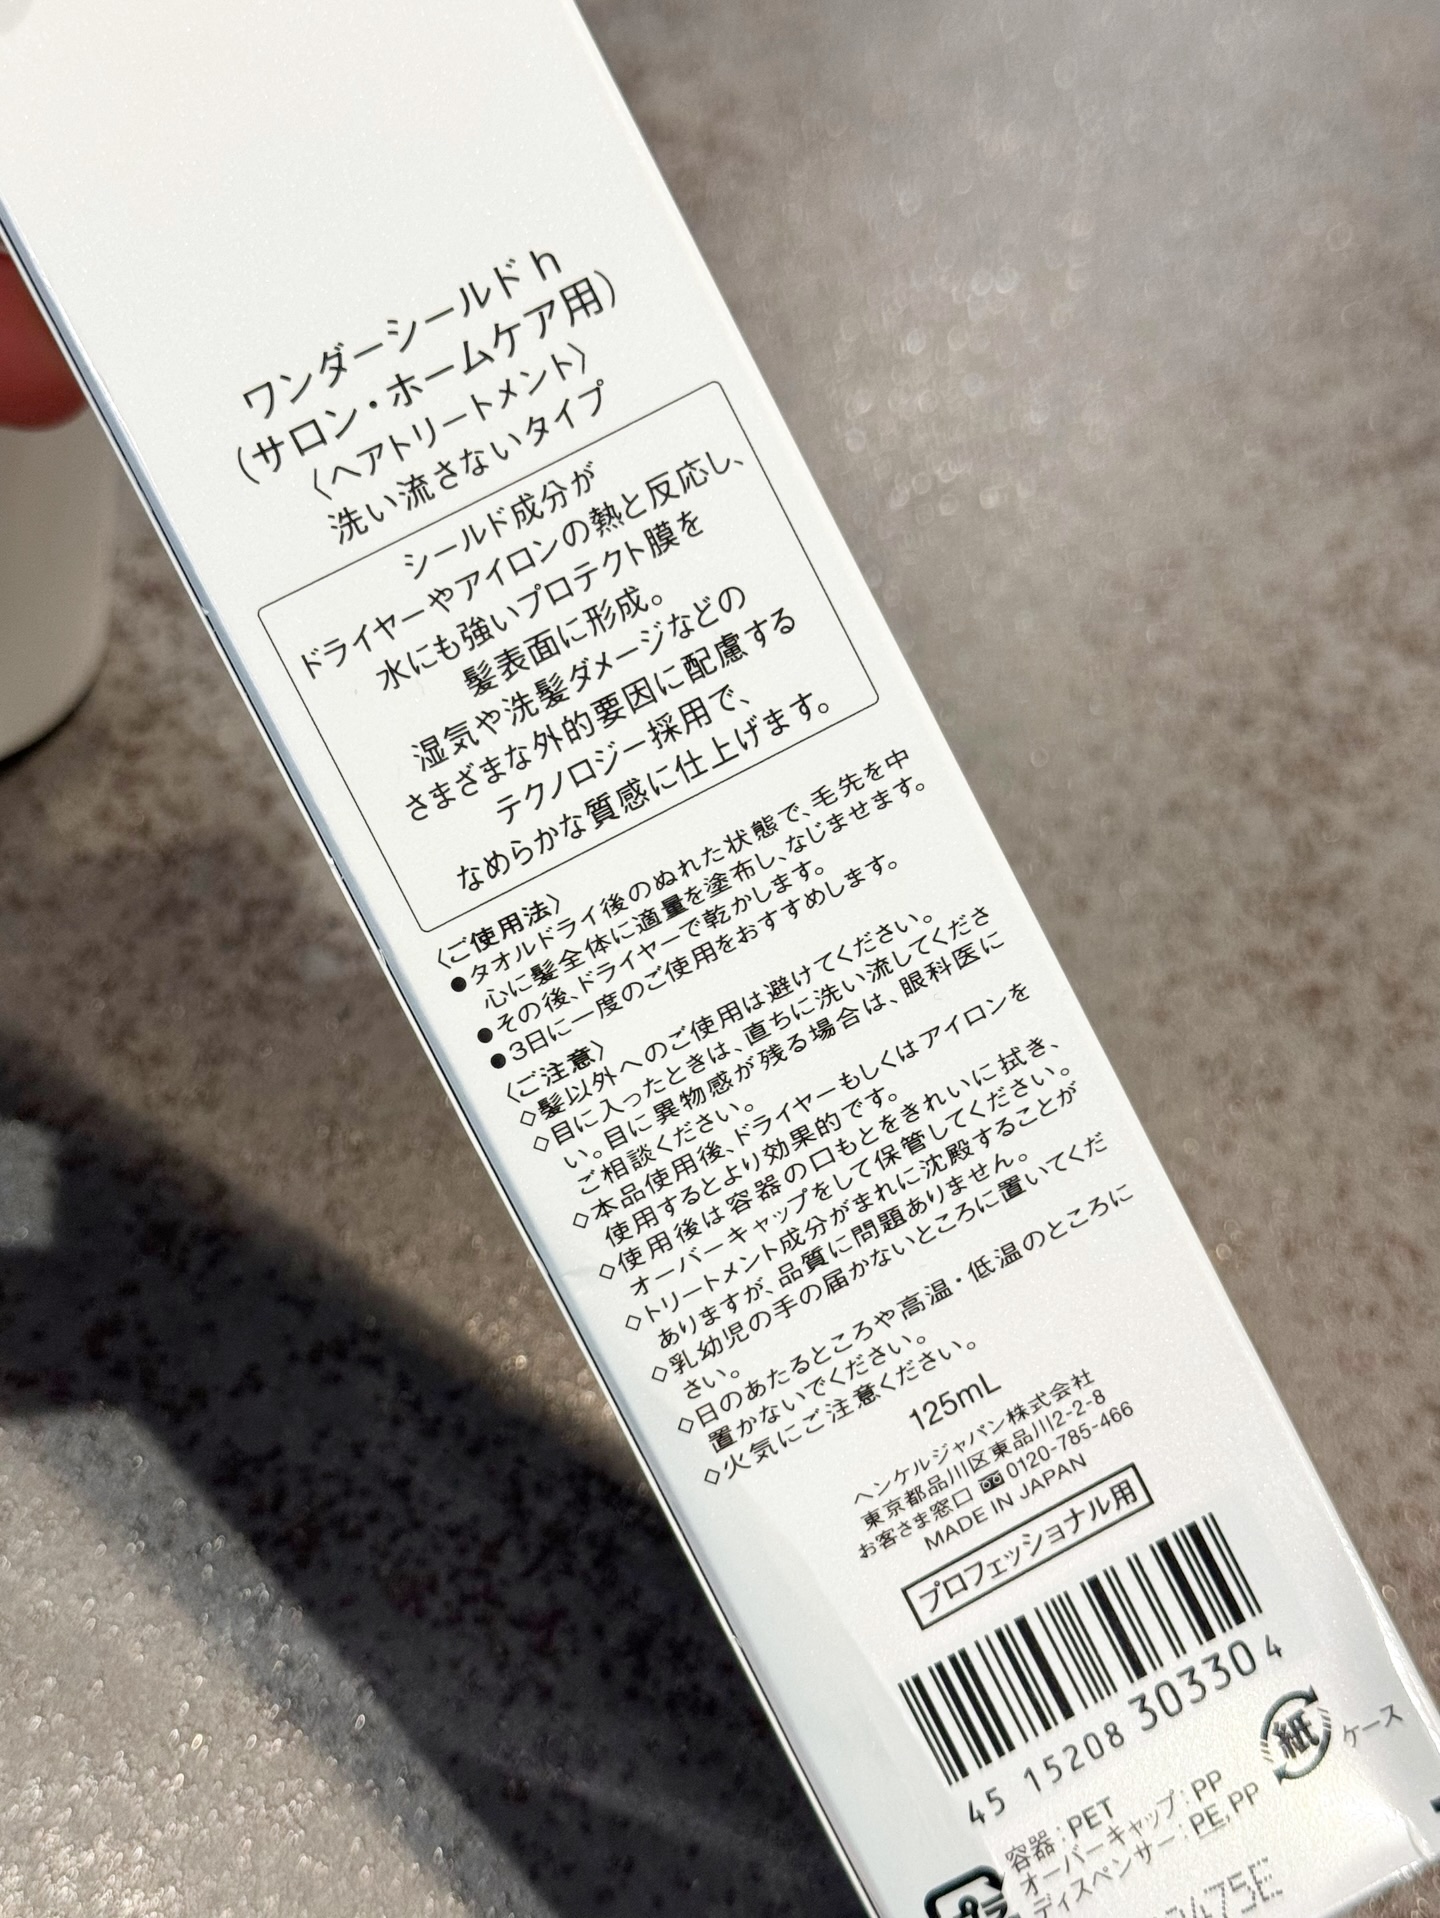 ワンダーシールド h
(サロン・ホームケア用)
〈ヘアトリートメント〉
洗い流さないタイプ
シールド成分が
ドライヤーやアイロンの熱と反応し、
水にも強いプロテクト膜を
髪表面に形成。
湿気や洗髪ダメージなどの
さまざまな外的要因に配慮する
テクノロジー採用で、
なめらかな質感に仕上げます。
〈ご使用法〉
●タオルドライ後のぬれた状態で、毛先を中
心に髪全体に適量を塗布し、なじませます。
●その後、ドライヤーで乾かします。
●3日に一度のご使用をおすすめします。
〈ご注意〉
◇髪以外へのご使用は避けてください。
◇目に入ったときは、直ちに洗い流してくださ
い。目に異物感が残る場合は、眼科医に
ご相談ください。
◇本品使用後、ドライヤーもしくはアイロンを
使用するとより効果的です。
◇使用後は容器の口もとをきれいに拭き、
オーバーキャップをして保管してください。
◇トリートメント成分がまれに沈殿することが
ありますが、品質に問題ありません。
◇乳幼児の手の届かないところに置いてくだ
さい。
◇日のあたるところや高温・低温のところに
置かないでください。
◇火気にご注意ください。
125mL
ヘンケルジャパン株式会社
東京都品川区東品川2-2-8
お客さま窓口 0120-785-466
MADE IN JAPAN
プロフェッショナル用
45 15208 30330 4
紙 ケース
容器：PET
オーバーキャップ：PP
ディスペンサー：PE,PP